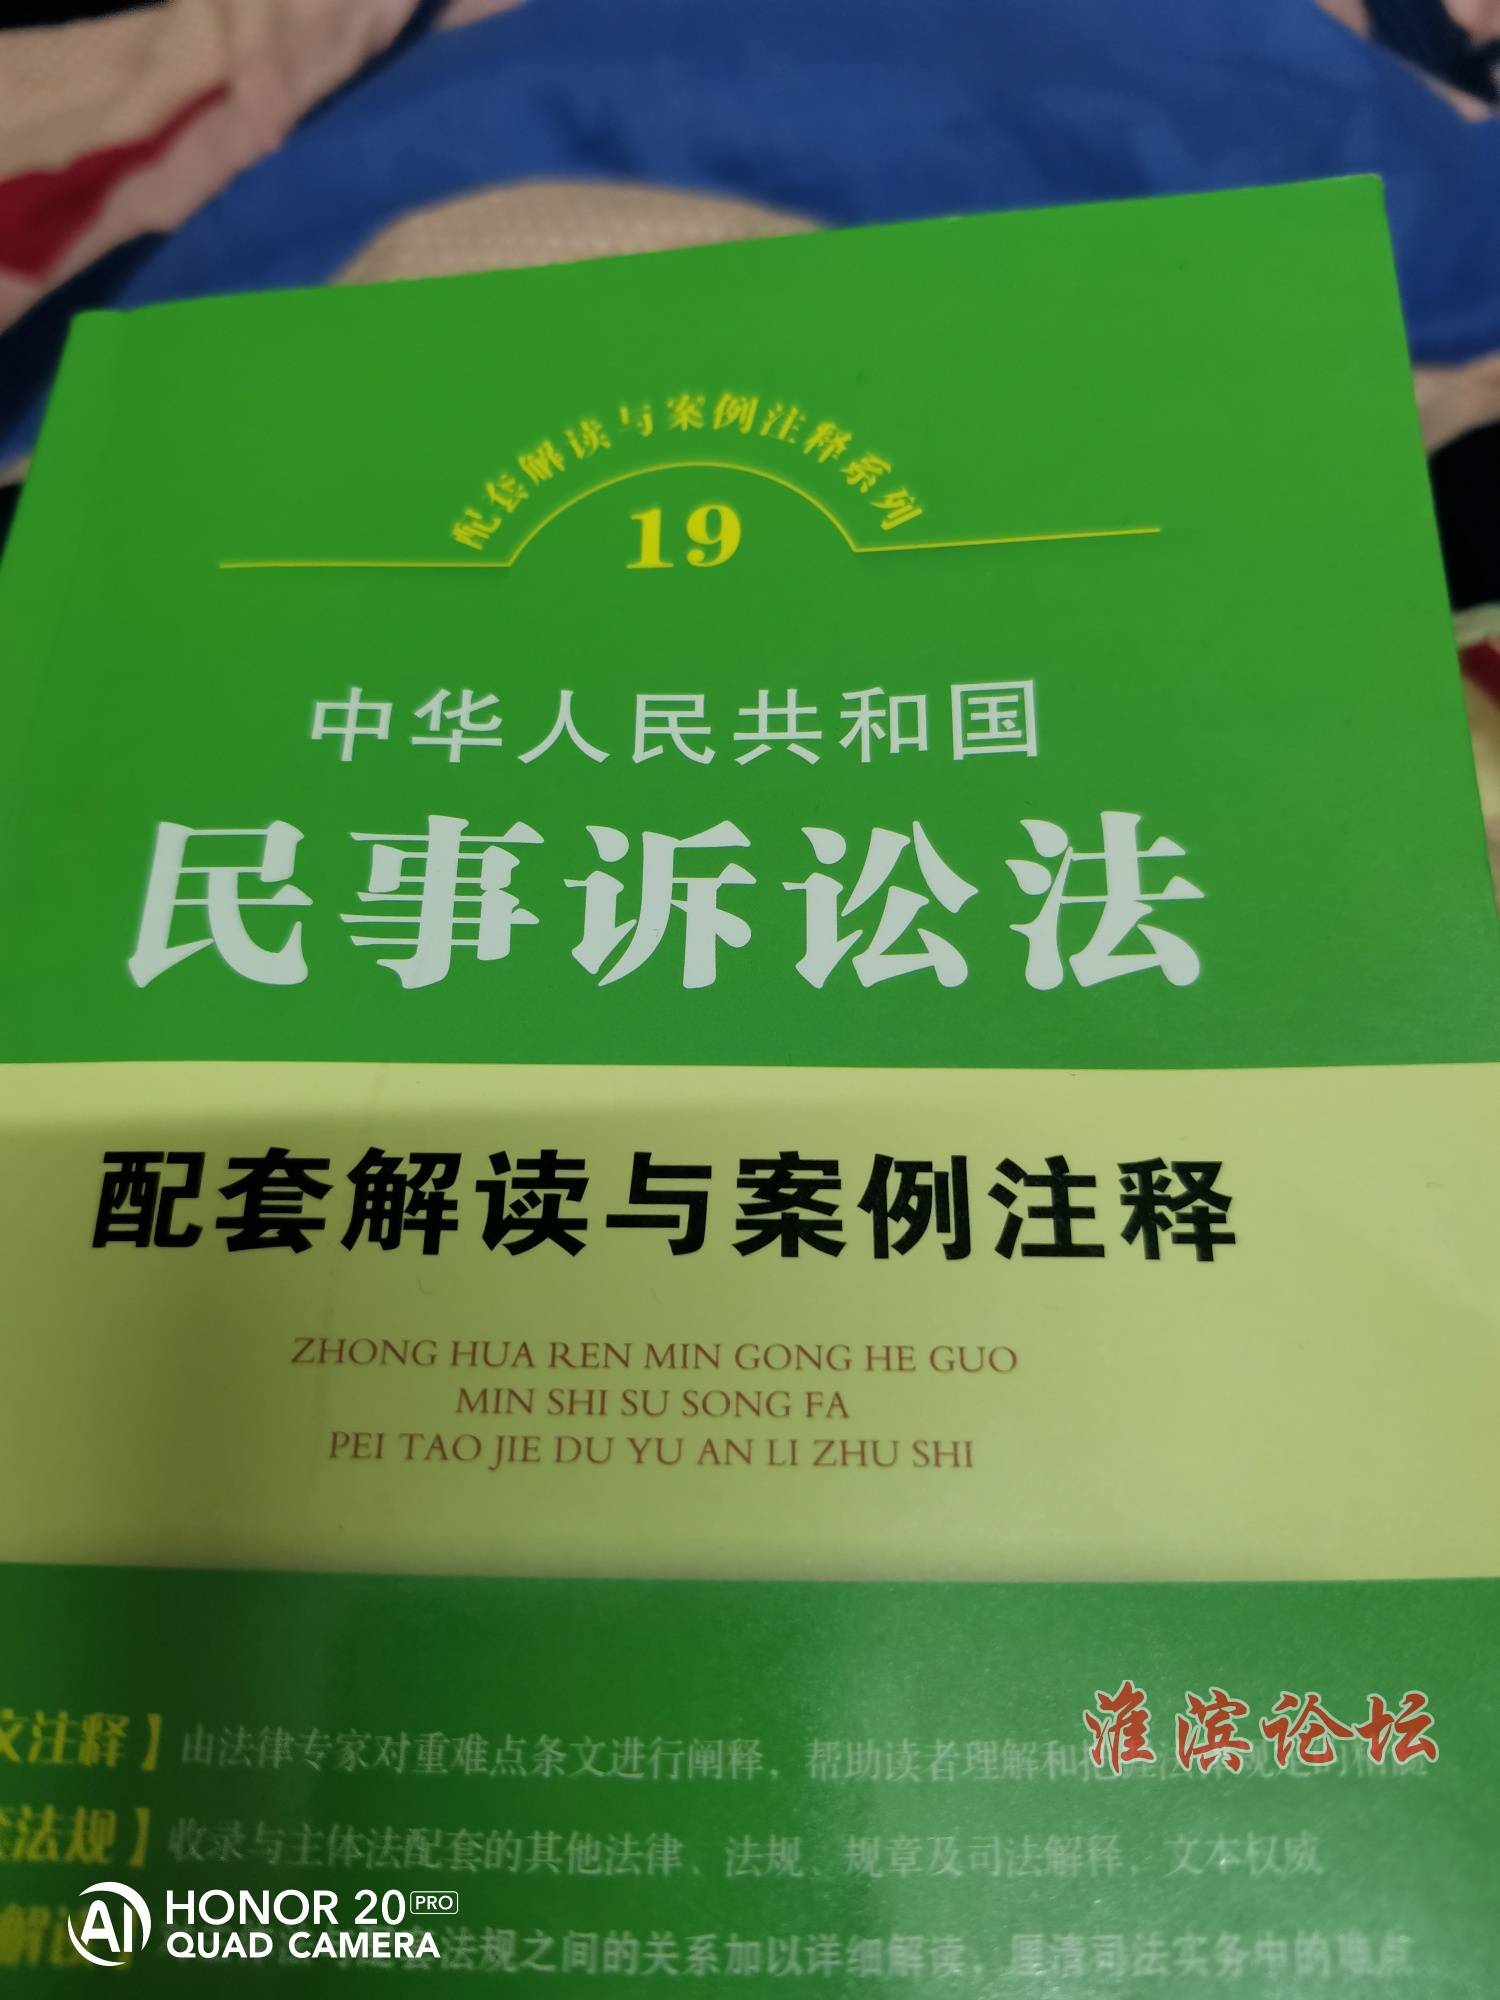 配套解读与案例注释系列
19
中华人民共和国
民事诉讼法
配套解读与案例注释
ZHONG HUA REN MIN GONG HE GUO
MIN SHI SU SONG FA
PEI TAO JIE DU YU AN LI ZHU SHI
淮滨论坛
文注释】由法律专家对重难点条文进行阐释，帮助读者理解和
法规】收录与主体法配套的其他法律、法规、规章及司法解释，文本权威
配套法规之间的关系加以详细解读，厘清司法实务中的难点
AI HONOR 20 PRO
QUAD CAMERA